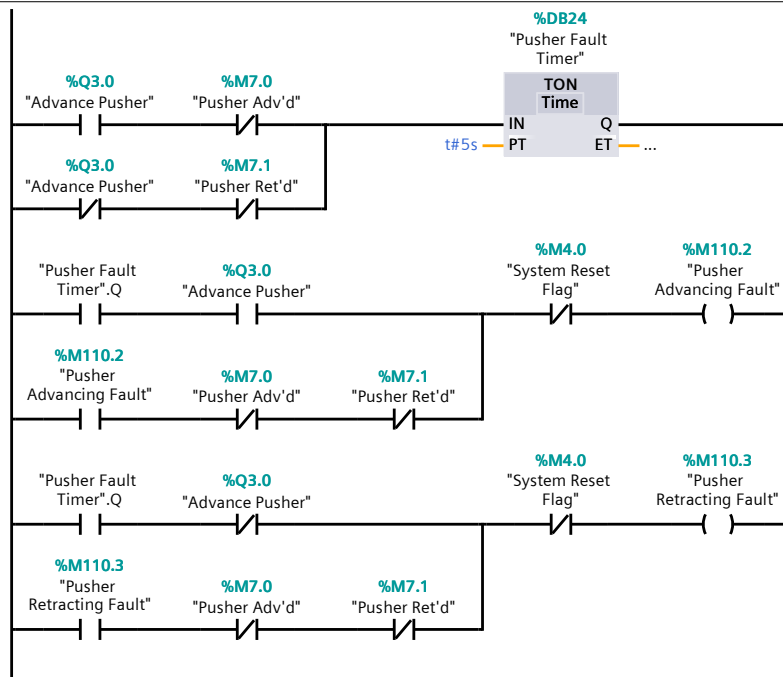 %DB24
"Pusher Fault
Timer"
%Q3.0
%M7.0
TON
Time
"Advance Pusher"
"Pusher Adv'd"
IN
Q
t#5s
PT
ET
...
%Q3.0
%M7.1
"Advance Pusher"
"Pusher Ret'd"
%M4.0
%M110.2
"Pusher Fault
Timer".Q
%Q3.0
"Advance Pusher"
"System Reset
Flag"
"Pusher
Advancing Fault"
%M110.2
"Pusher
Advancing Fault"
%M7.0
"Pusher Adv'd"
%M7.1
"Pusher Ret'd"
%M4.0
%M110.3
"Pusher Fault
Timer".Q
%Q3.0
"Advance Pusher"
"System Reset
Flag"
"Pusher
Retracting Fault"
%M110.3
"Pusher
Retracting Fault"
%M7.0
"Pusher Adv'd"
%M7.1
"Pusher Ret'd"